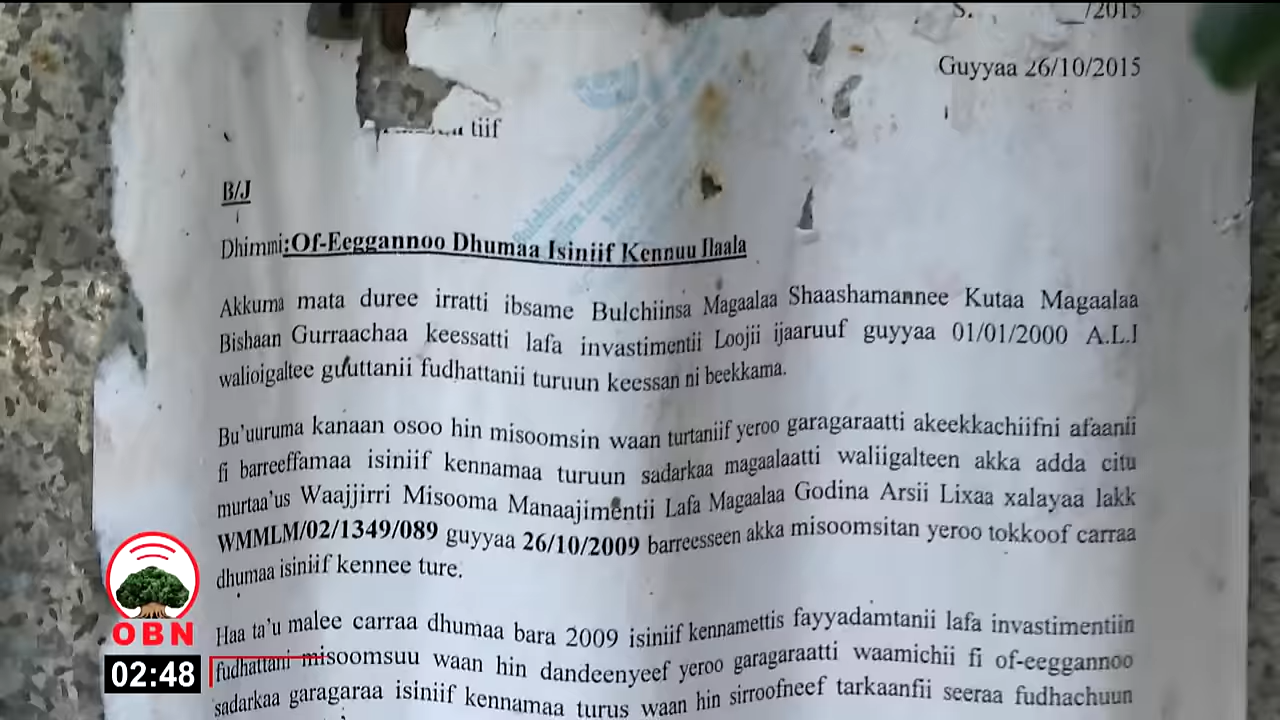 /2015
Guyyaa 26/10/2015
tiif
B/J
Dhimmi:Of-Eeggannoo Dhumaa Isiniif Kennuu Ilaala
Akkuma mata duree irratti ibsame Bulchiinsa Magaalaa Shaashamannee Kutaa Magaalaa
Bishaan Gurraachaa keessatti lafa invastimentii Loojii ijaaruuf guyyaa 01/01/2000 A.L.I
walioigaltee guuttanii fudhattanii turuun keessan ni beekkama.
Bu'uuruma kanaan osoo hin misoomsin waan turtaniif yeroo garagaraatti akeekkachiifni afaanii
fi barreeffamaa isiniif kennamaa turuun sadarkaa magaalaatti waliigalteen akka adda citu
murtaa'us Waajjirri Misooma Manaajimentii Lafa Magaalaa Godina Arsii Lixaa xalayaa lakk
WMMLM/02/1349/089 guyyaa 26/10/2009 barreesseen akka misoomsitan yeroo tokkoof carraa
dhumaa isiniif kennee ture.
Haa ta'u malee carraa dhumaa bara 2009 isiniif kennamettis fayyadamtanii lafa invastimentiin
fudhattani misoomsuu waan hin dandeenyeef yeroo garagaraatti waamichii fi of-eeggannoo
sadarkaa garagaraa isiniif kennamaa turus waan hin sirroofneef tarkaanfii seeraa fudhachuun
OBN
02:48